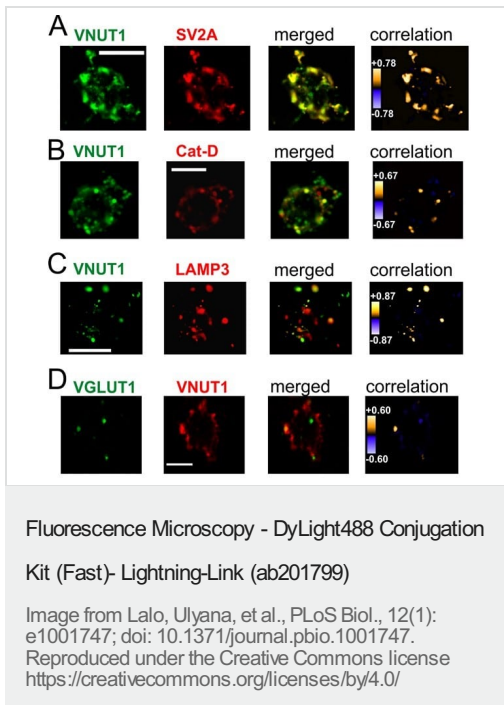 A VNUT1 SV2A merged correlation
+0.78
-0.78
B VNUT1 Cat-D merged correlation
+0.67
-0.67
C VNUT1 LAMP3 merged correlation
+0.87
-0.87
D VGLUT1 VNUT1 merged correlation
+0.60
-0.60
Fluorescence Microscopy - DyLight488 Conjugation
Kit (Fast)- Lightning-Link (ab201799)
Image from Lalo, Ulyana, et al., PLoS Biol., 12(1):
e1001747; doi: 10.1371/journal.pbio.1001747.
Reproduced under the Creative Commons license
https://creativecommons.org/licenses/by/4.0/